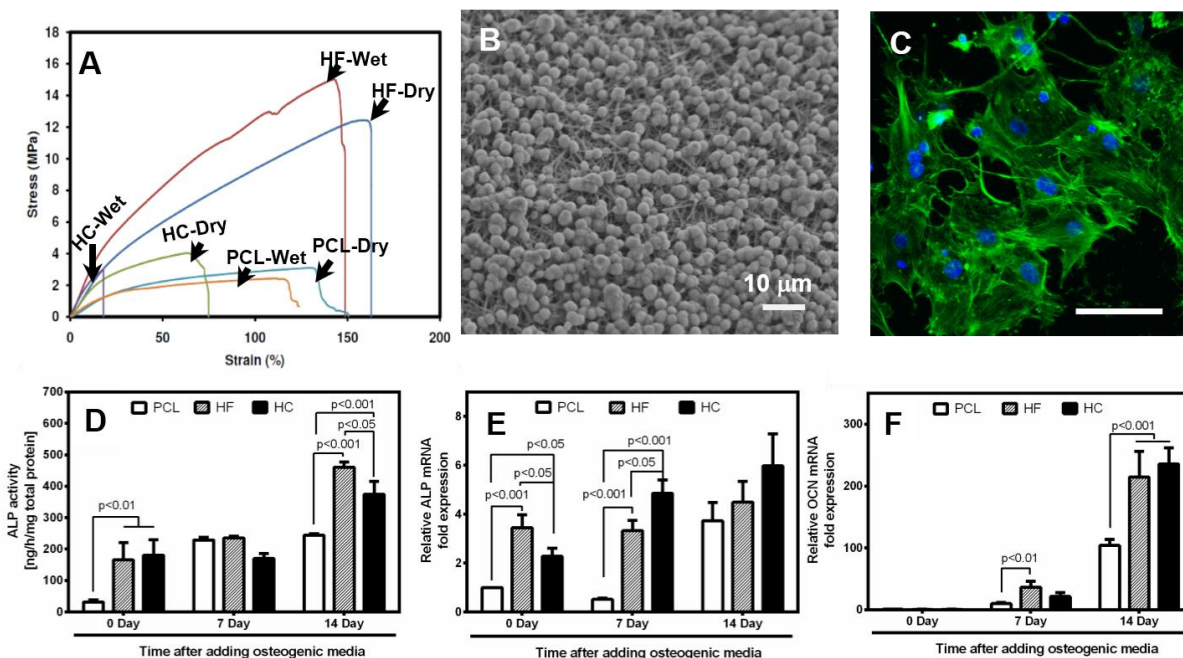 A
Stress (MPa)
18
16
14
12
10
8
6
4
2
0
HF-Wet
HF-Dry
HC-Wet
HC-Dry
PCL-Wet
PCL-Dry
0 50 100 150 200
Strain (%)
B
10 μm
C
D
ALP activity
[ng/h/mg total protein]
700
600
500
400
300
200
100
0
PCL HF HC
p<0.001
p<0.05
p<0.001
p<0.01
0 Day 7 Day 14 Day
Time after adding osteogenic media
E
Relative ALP mRNA
fold expression
8
6
4
2
0
PCL HF HC
p<0.05
p<0.05
p<0.001
p<0.001
p<0.05
p<0.001
0 Day 7 Day 14 Day
Time after adding osteogenic media
F
Relative OCN mRNA
fold expression
300
200
100
0
PCL HF HC
p<0.001
p<0.01
0 Day 7 Day 14 Day
Time after adding osteogenic media